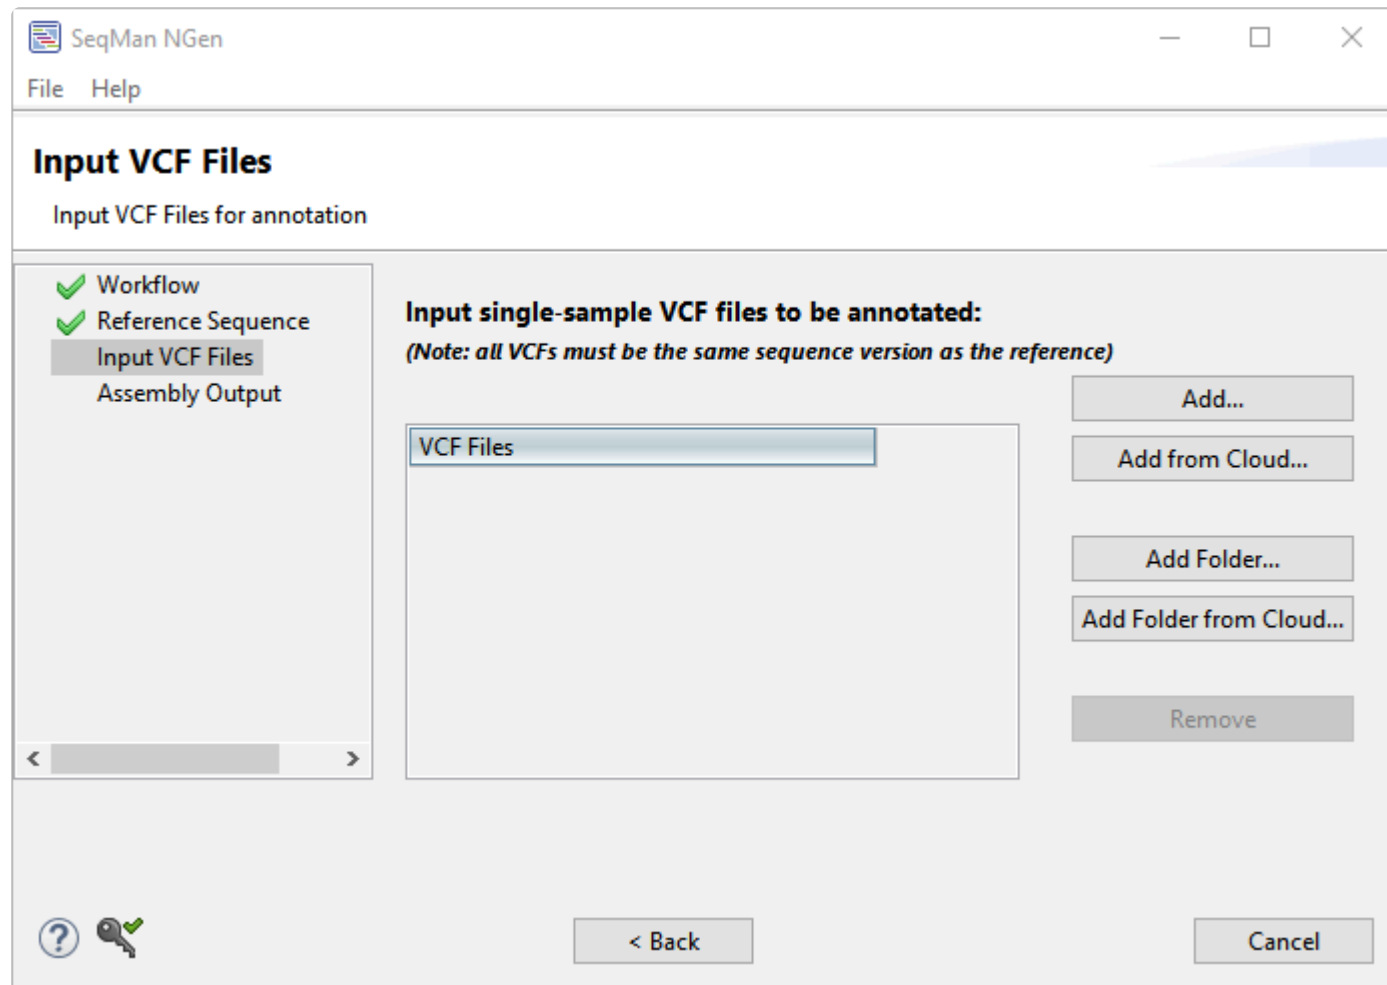 SeqMan NGen
File Help
Input VCF Files
Input VCF Files for annotation
Workflow
Reference Sequence
Input VCF Files
Assembly Output
Input single-sample VCF files to be annotated:
(Note: all VCFs must be the same sequence version as the reference)
VCF Files
Add...
Add from Cloud...
Add Folder...
Add Folder from Cloud...
Remove
?
< Back
Cancel